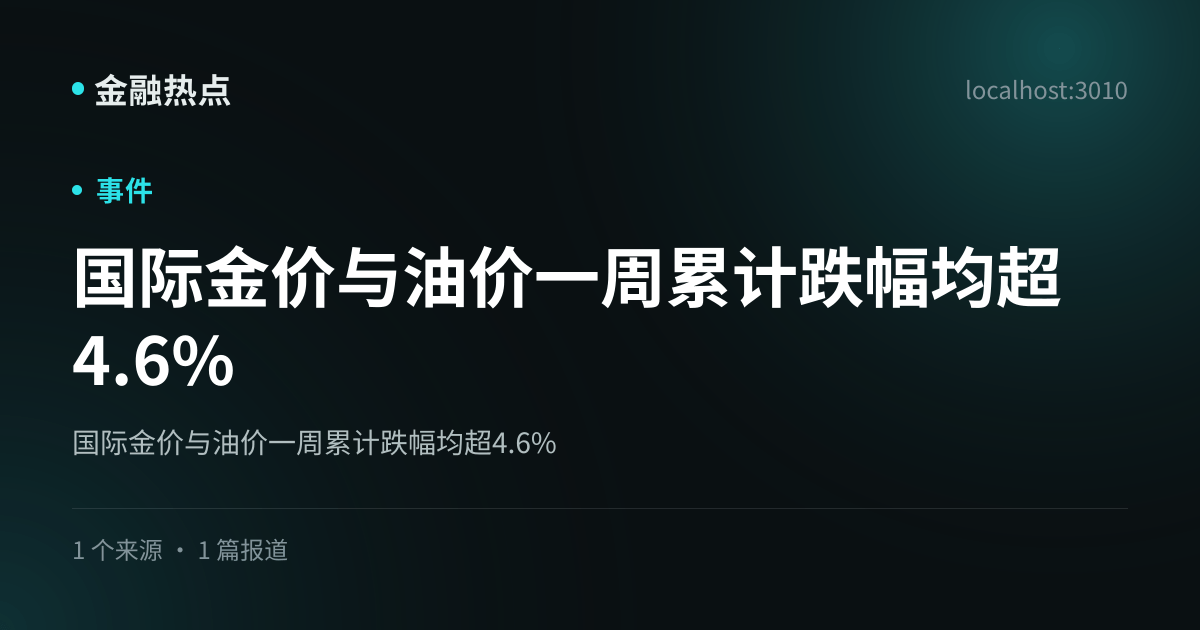 金融热点
localhost:3010
事件
国际金价与油价一周累计跌幅均超
4.6%
国际金价与油价一周累计跌幅均超4.6%
1 个来源 · 1 篇报道